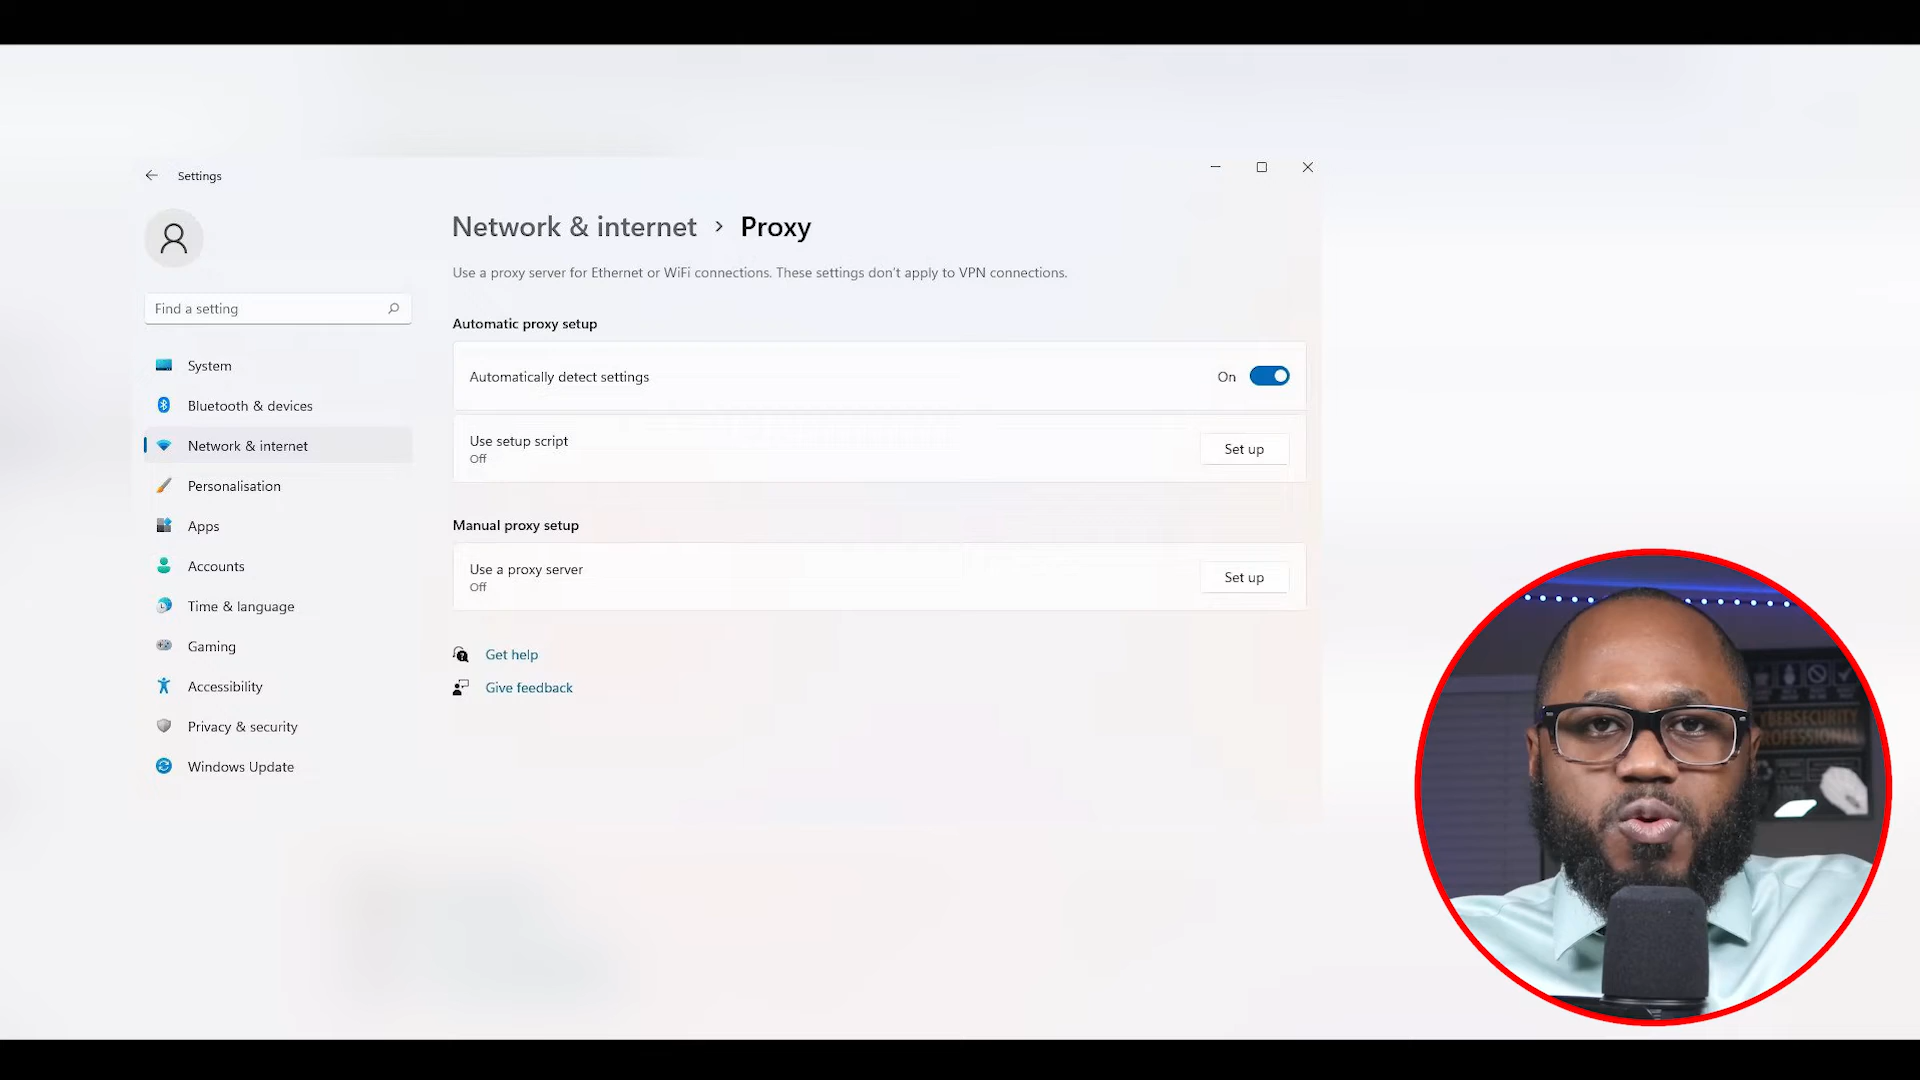 Settings
Network & internet > Proxy
Use a proxy server for Ethernet or WiFi connections. These settings don't apply to VPN connections.
Find a setting
Automatic proxy setup
System
Automatically detect settings
On
Bluetooth & devices
Use setup script
Off
Set up
Network & internet
Personalisation
Manual proxy setup
Apps
Use a proxy server
Off
Set up
Accounts
Time & language
Gaming
Get help
Accessibility
Give feedback
Privacy & security
Windows Update
CYBERSECURITY
PROFESSIONAL